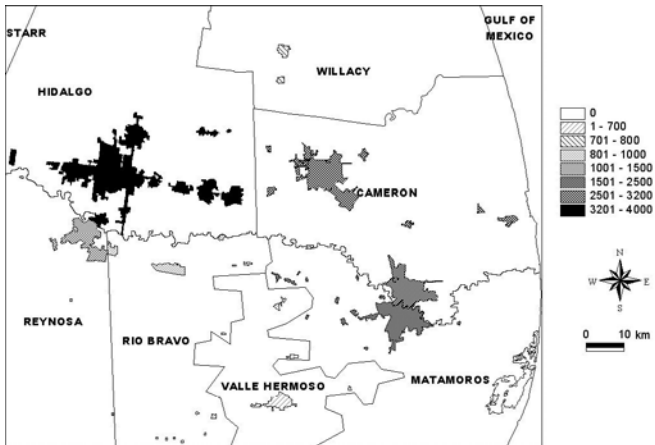 STARR
GULF OF
MEXICO
WILLACY
HIDALGO
CAMERON
REYNOSA
RIO BRAVO
VALLE HERMOSO
MATAMOROS
0
1 - 700
701 - 800
801 - 1000
1001 - 1500
1501 - 2500
2501 - 3200
3201 - 4000
N
W
E
S
0 10 km